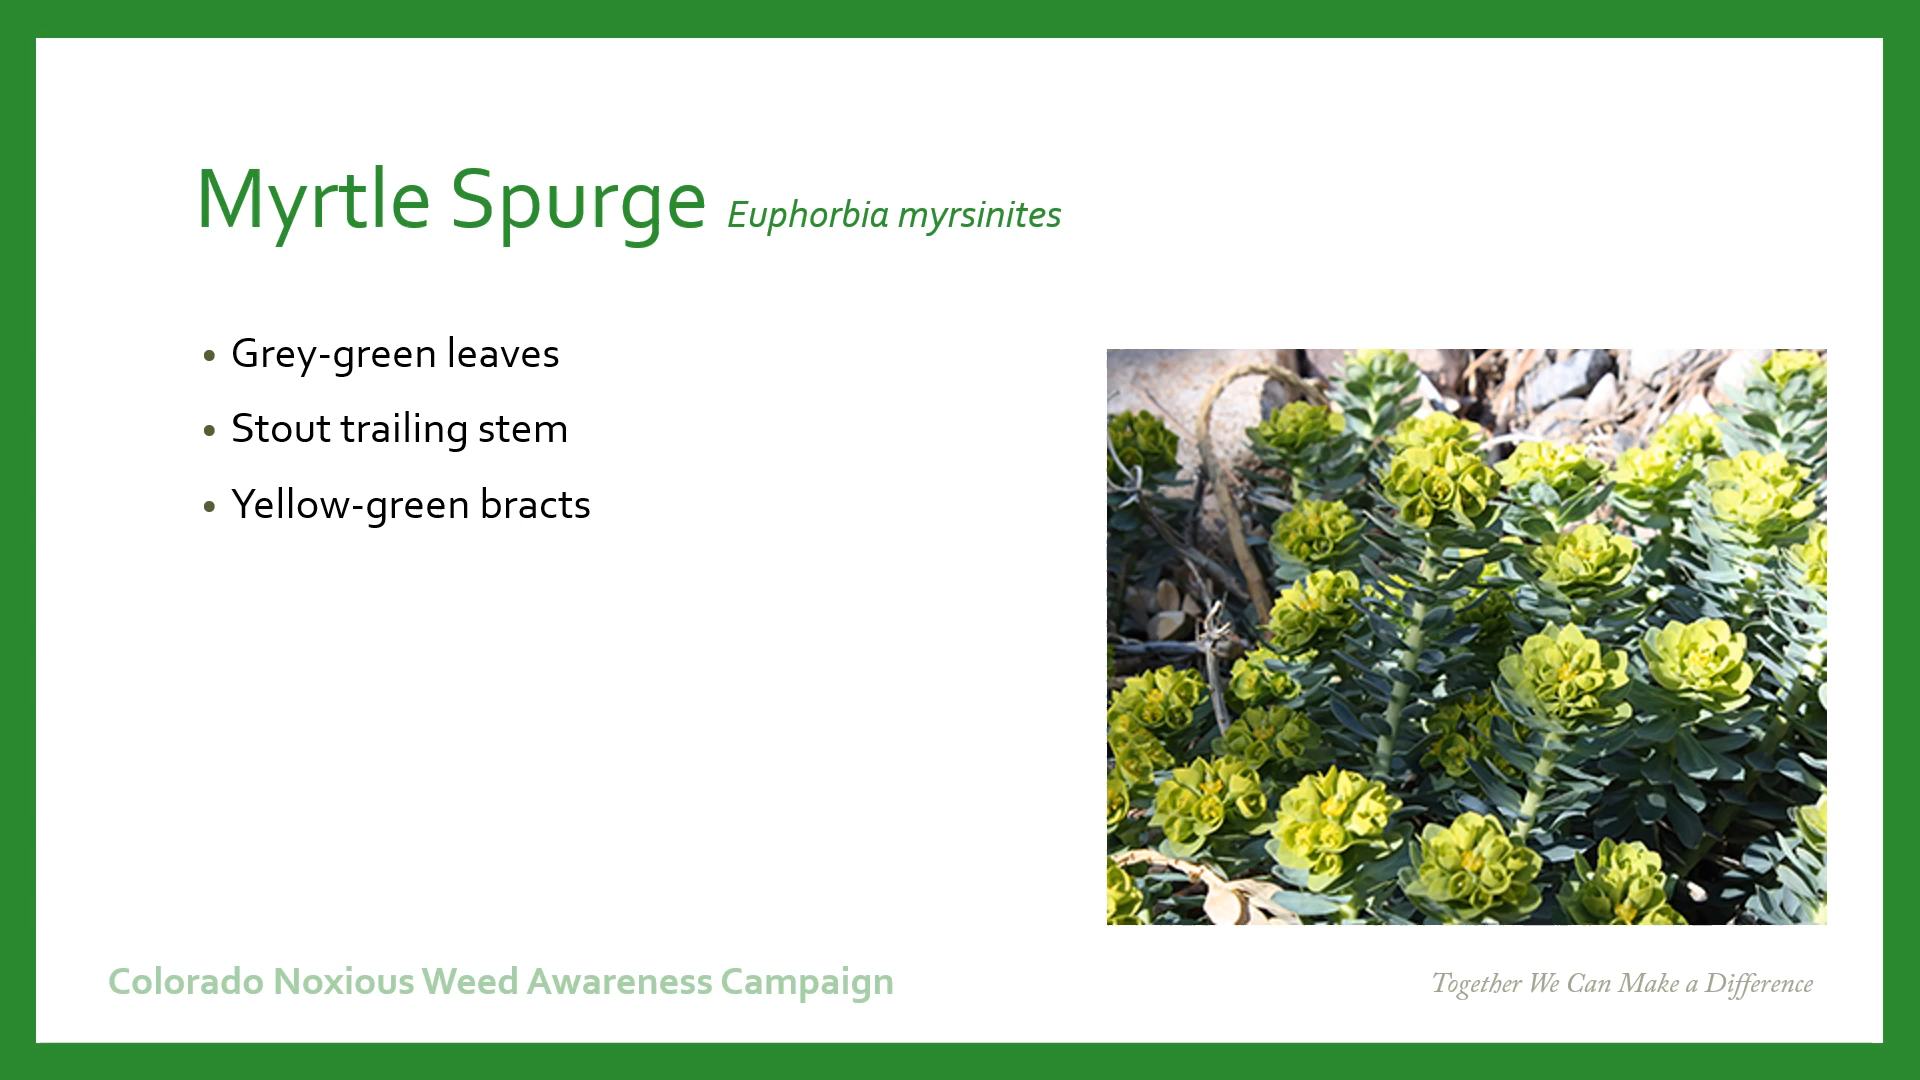 Myrtle Spurge Euphorbia myrsinites
• Grey-green leaves
• Stout trailing stem
• Yellow-green bracts
Colorado Noxious Weed Awareness Campaign
Together We Can Make a Difference